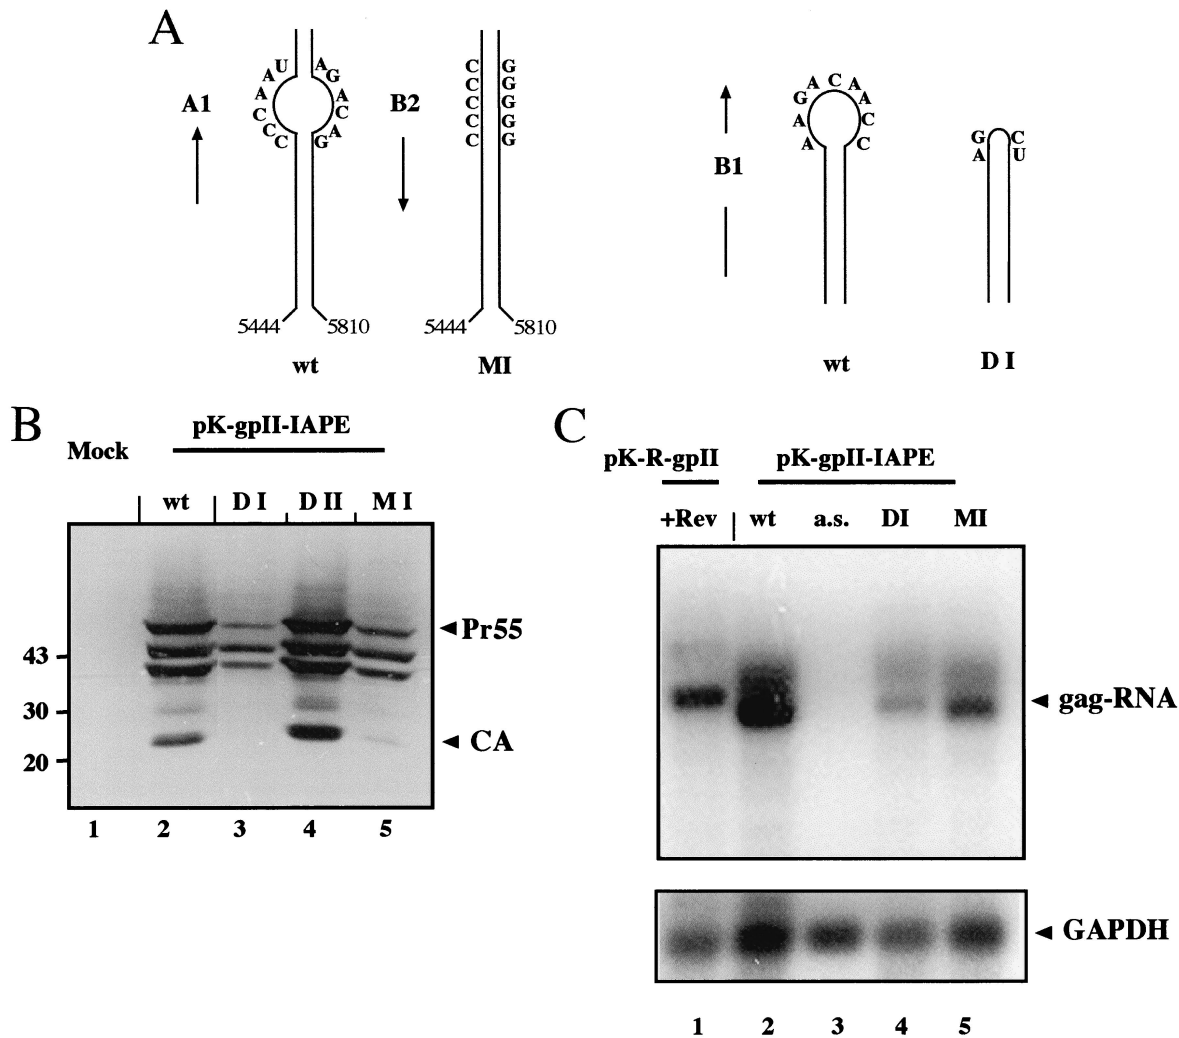 A
A1
U
A
A
C
C
C
A
G
A
C
A
G
B2
5444
5810
wt
C
C
C
C
C
G
G
G
G
G
5444
5810
MI
B1
A
A
G
A
C
A
A
C
C
wt
G
C
A
U
D I
B
Mock
pK-gpII-IAPE
wt
D I
D II
M I
43
30
20
Pr55
CA
1 2 3 4 5
C
pK-R-gpII
pK-gpII-IAPE
+Rev wt a.s. DI MI
gag-RNA
GAPDH
1 2 3 4 5